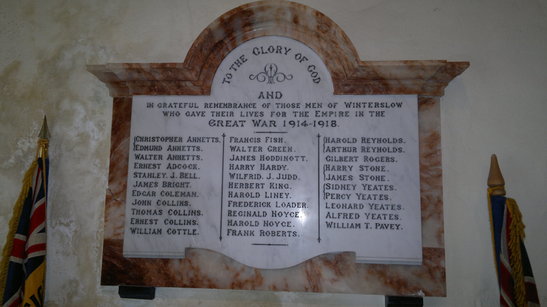 TO THE GLORY OF GOD
AND
IN GRATEFUL REMEMBRANCE OF THOSE MEN OF WINTERSLOW
WHO GAVE THEIR LIVES FOR THE EMPIRE IN THE
GREAT WAR 1914-1918.
CHRISTOPHER ANNETTS.
EDMUND ANNETTS.
WALTER ANNETTS.
ERNEST ADCOCK.
STANLEY. J. BELL.
JAMES BRIGHT.
EDGAR COLEMAN.
JOHN COLLINS.
THOMAS COLLINS.
ERNEST COLLINS.
WILLIAM COTTLE.
FRANCIS FISH.
WALTER GREEN.
JAMES HODDINOTT.
HARRY HARDY.
WILFRID. J. JUDD.
HERBERT KING.
HAROLD LINEY.
FREDERICK LOADER.
REGINALD NOYCE.
HAROLD NOYCE.
FRANK ROBERTS.
HAROLD REYNOLDS.
ARTHUR REYNOLDS.
GILBERT ROGERS.
HARRY STONE.
JAMES STONE.
SIDNEY YEATES.
PERCY YEATES.
LEONARD YEATES.
ALFRED YEATES.
WILLIAM T. PAVEY.